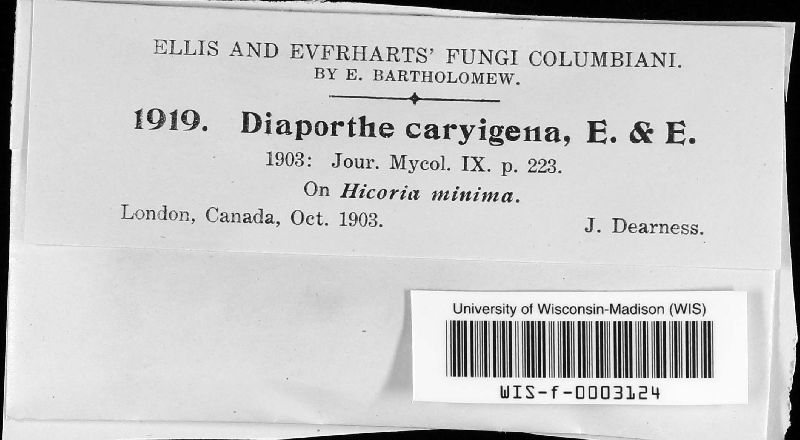 ELLIS AND EVFRHARTS' FUNGI COLUMBIANI.
BY E. BARTHOLOMEW.
1919. Diaporthe caryigena, E. & E.
1903: Jour. Mycol. IX. p. 223.
On Hicoria minima.
London, Canada, Oct. 1903.
J. Dearness.
University of Wisconsin-Madison (WIS)
WIS-f-0003124